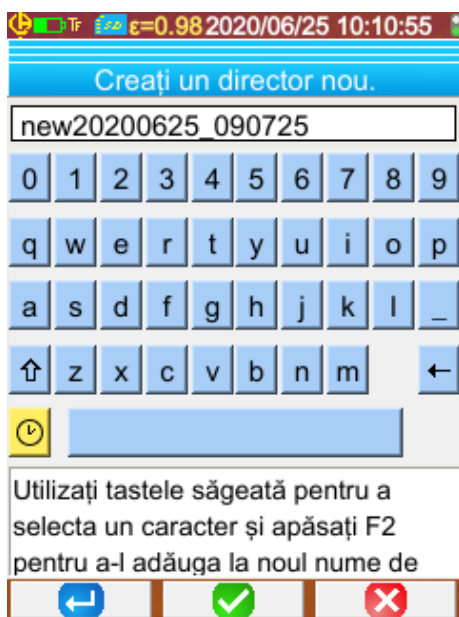 TF SD ε=0.98 2020/06/25 10:10:55
Creați un director nou.
new20200625_090725
0 1 2 3 4 5 6 7 8 9
q w e r t y u i o p
a s d f g h j k l _
z x c v b n m
Utilizați tastele săgeată pentru a
selecta un caracter și apăsați F2
pentru a-l adăuga la noul nume de